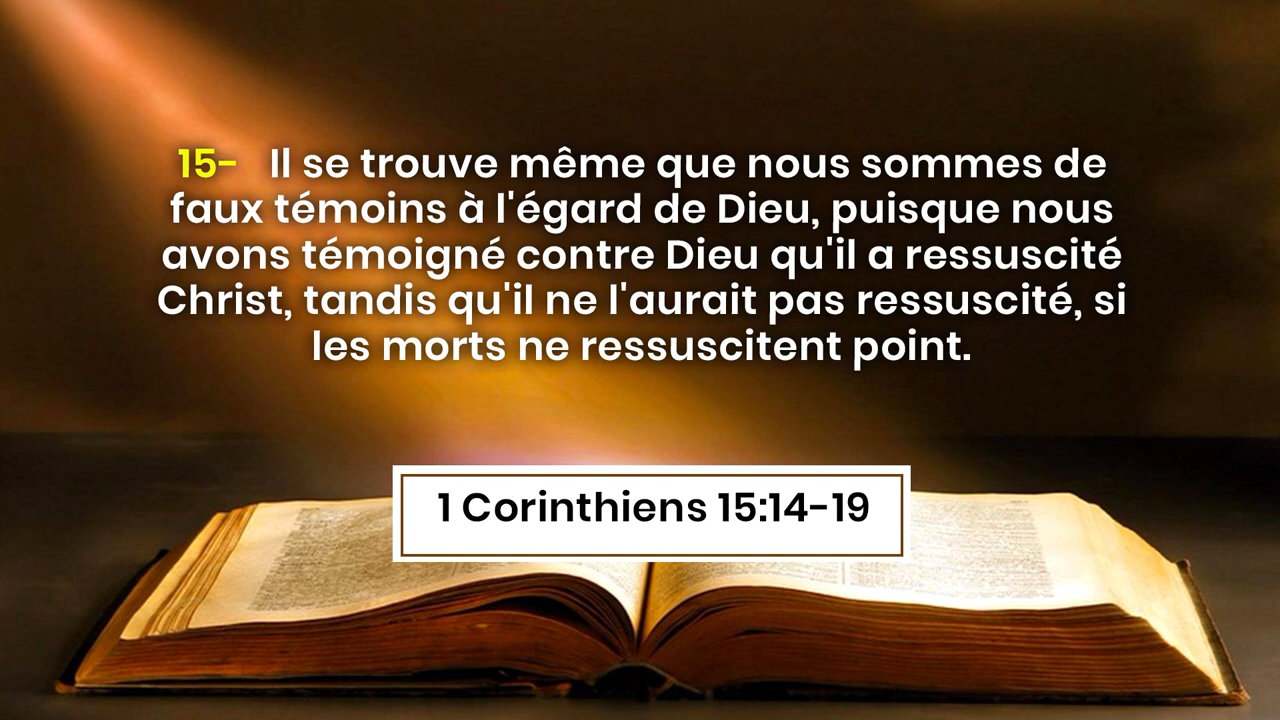 15- Il se trouve même que nous sommes de
faux témoins à l'égard de Dieu, puisque nous
avons témoigné contre Dieu qu'il a ressuscité
Christ, tandis qu'il ne l'aurait pas ressuscité, si
les morts ne ressuscitent point.
1 Corinthiens 15:14-19